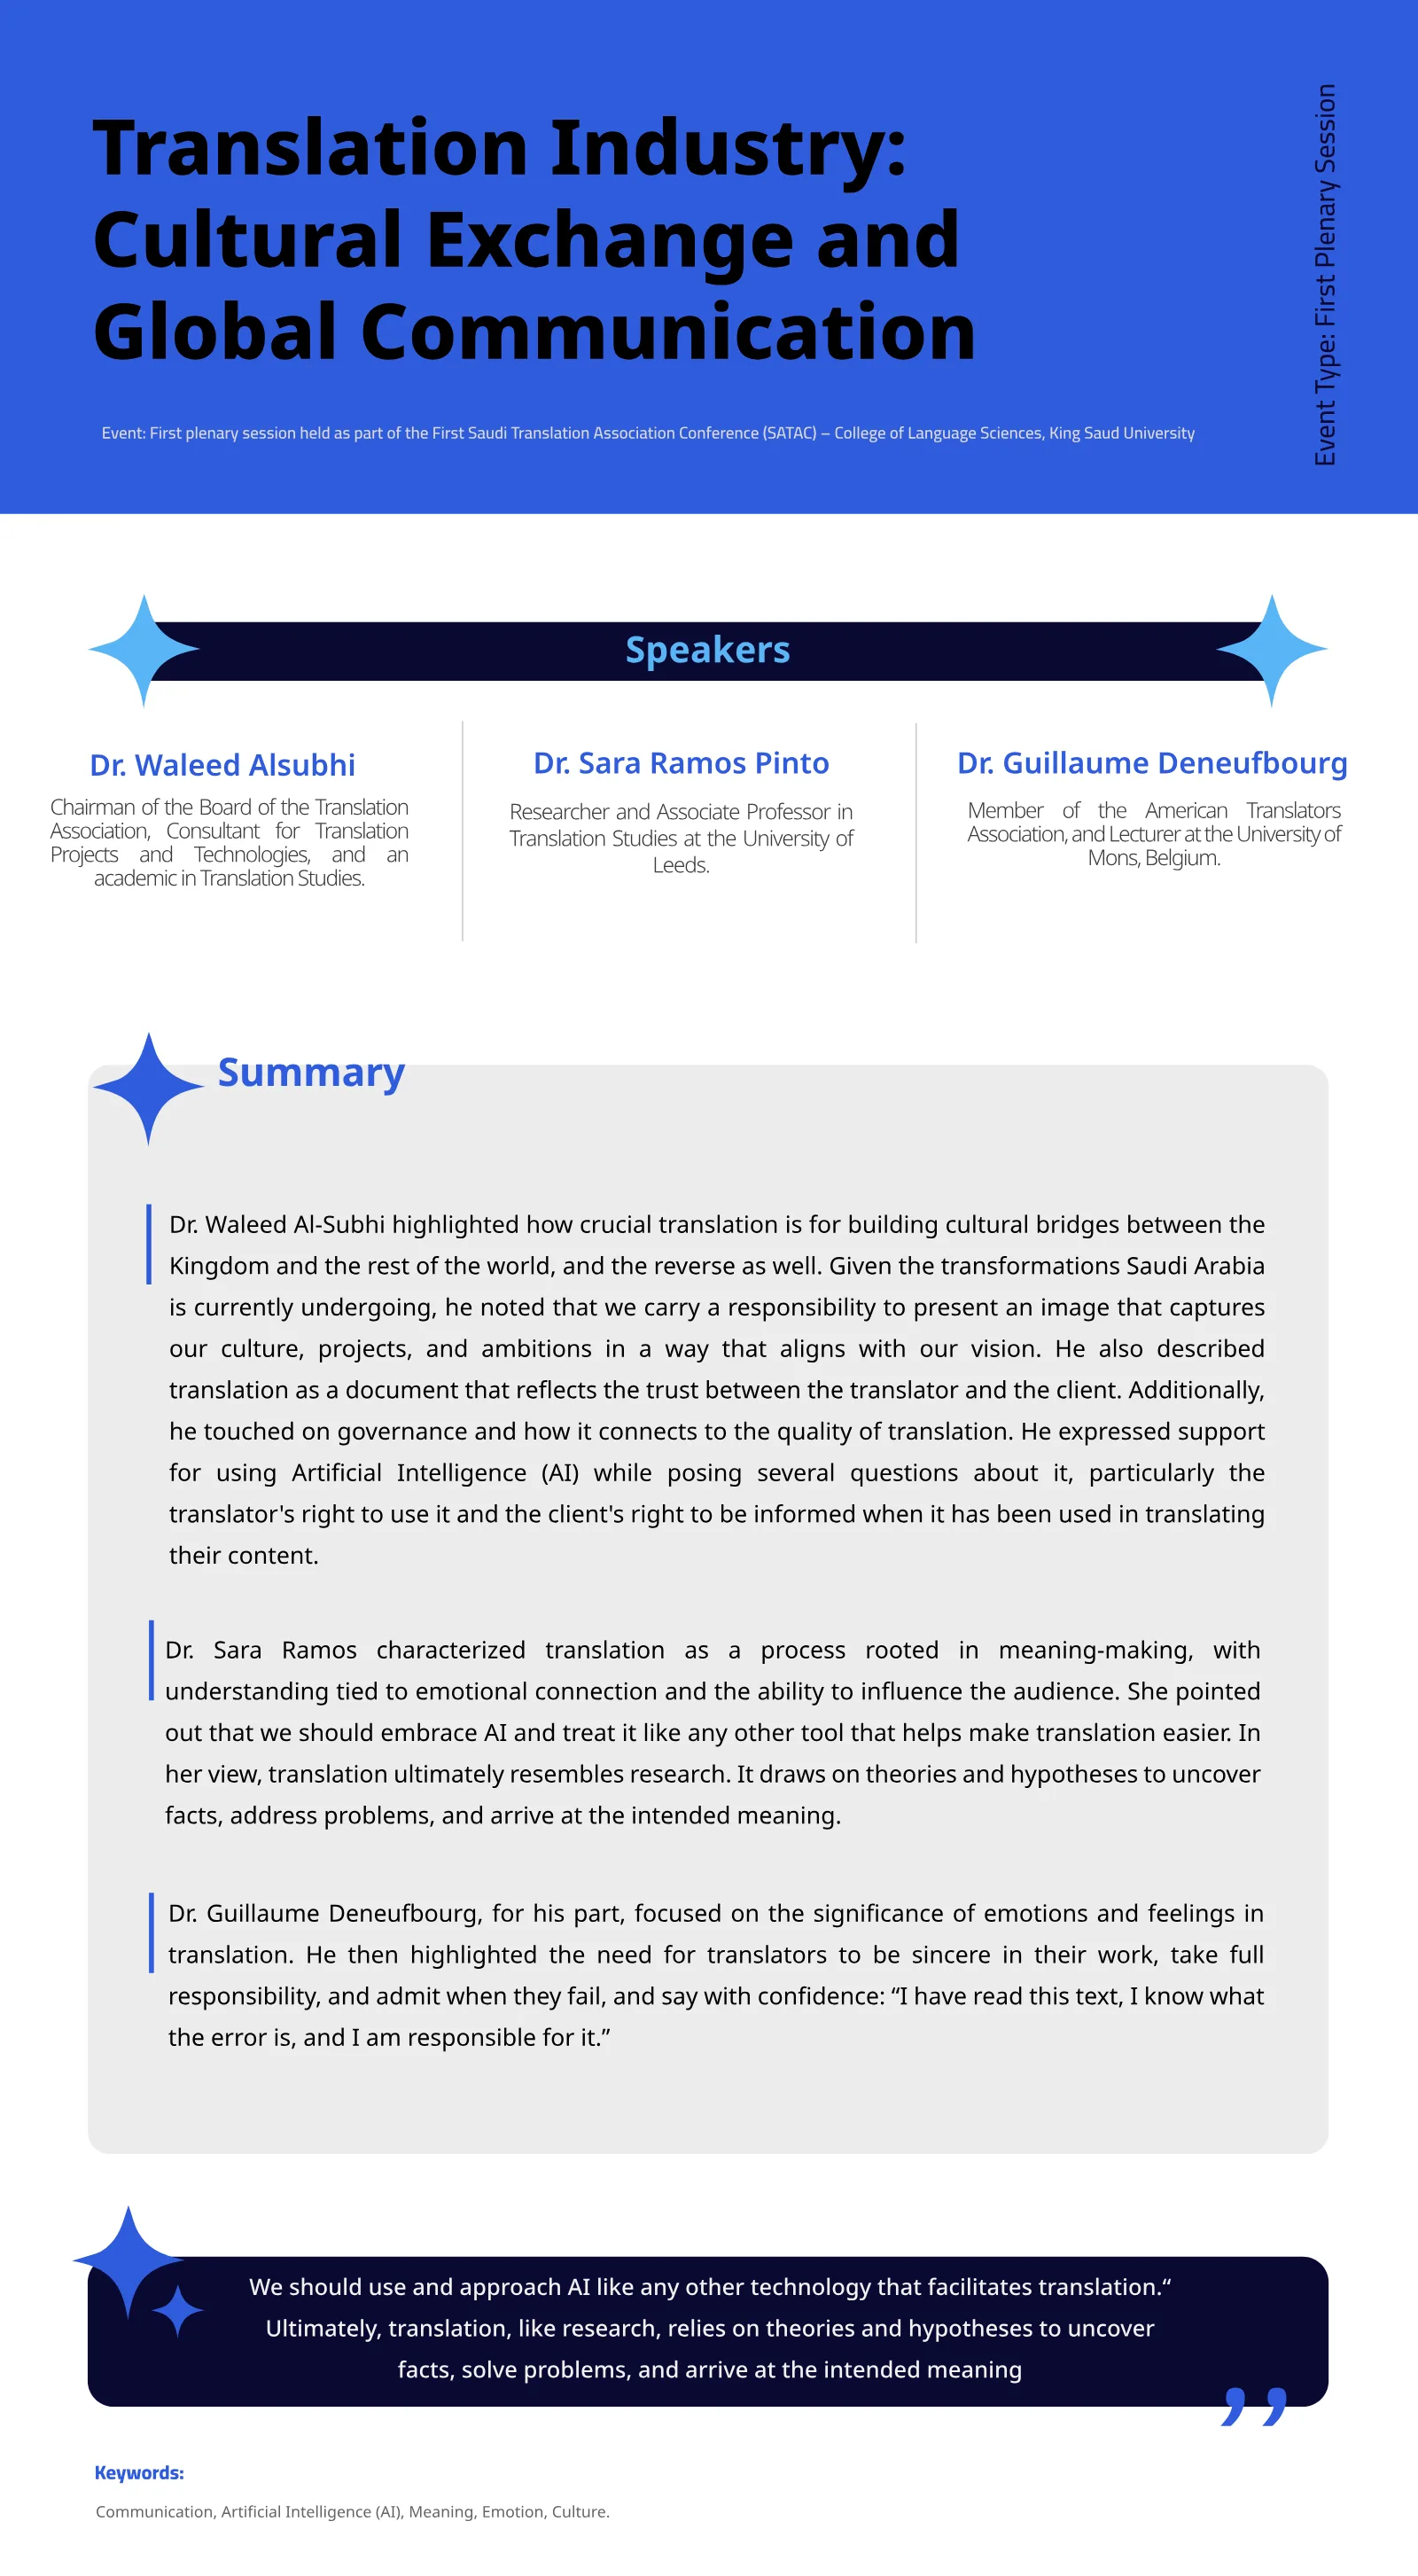 Translation Industry:
Cultural Exchange and
Global Communication
Event: First plenary session held as part of the First Saudi Translation Association Conference (SATAC) – College of Language Sciences, King Saud University
Event Type: First Plenary Session
Speakers
Dr. Waleed Alsubhi
Chairman of the Board of the Translation
Association, Consultant for Translation
Projects and Technologies, and an
academic in Translation Studies.
Dr. Sara Ramos Pinto
Researcher and Associate Professor in
Translation Studies at the University of
Leeds.
Dr. Guillaume Deneufbourg
Member of the American Translators
Association, and Lecturer at the University of
Mons, Belgium.
Summary
Dr. Waleed Al-Subhi highlighted how crucial translation is for building cultural bridges between the
Kingdom and the rest of the world, and the reverse as well. Given the transformations Saudi Arabia
is currently undergoing, he noted that we carry a responsibility to present an image that captures
our culture, projects, and ambitions in a way that aligns with our vision. He also described
translation as a document that reflects the trust between the translator and the client. Additionally,
he touched on governance and how it connects to the quality of translation. He expressed support
for using Artificial Intelligence (AI) while posing several questions about it, particularly the
translator's right to use it and the client's right to be informed when it has been used in translating
their content.
Dr. Sara Ramos characterized translation as a process rooted in meaning-making, with
understanding tied to emotional connection and the ability to influence the audience. She pointed
out that we should embrace AI and treat it like any other tool that helps make translation easier. In
her view, translation ultimately resembles research. It draws on theories and hypotheses to uncover
facts, address problems, and arrive at the intended meaning.
Dr. Guillaume Deneufbourg, for his part, focused on the significance of emotions and feelings in
translation. He then highlighted the need for translators to be sincere in their work, take full
responsibility, and admit when they fail, and say with confidence: “I have read this text, I know what
the error is, and I am responsible for it.”
We should use and approach AI like any other technology that facilitates translation.“
Ultimately, translation, like research, relies on theories and hypotheses to uncover
facts, solve problems, and arrive at the intended meaning
”
Keywords:
Communication, Artificial Intelligence (AI), Meaning, Emotion, Culture.